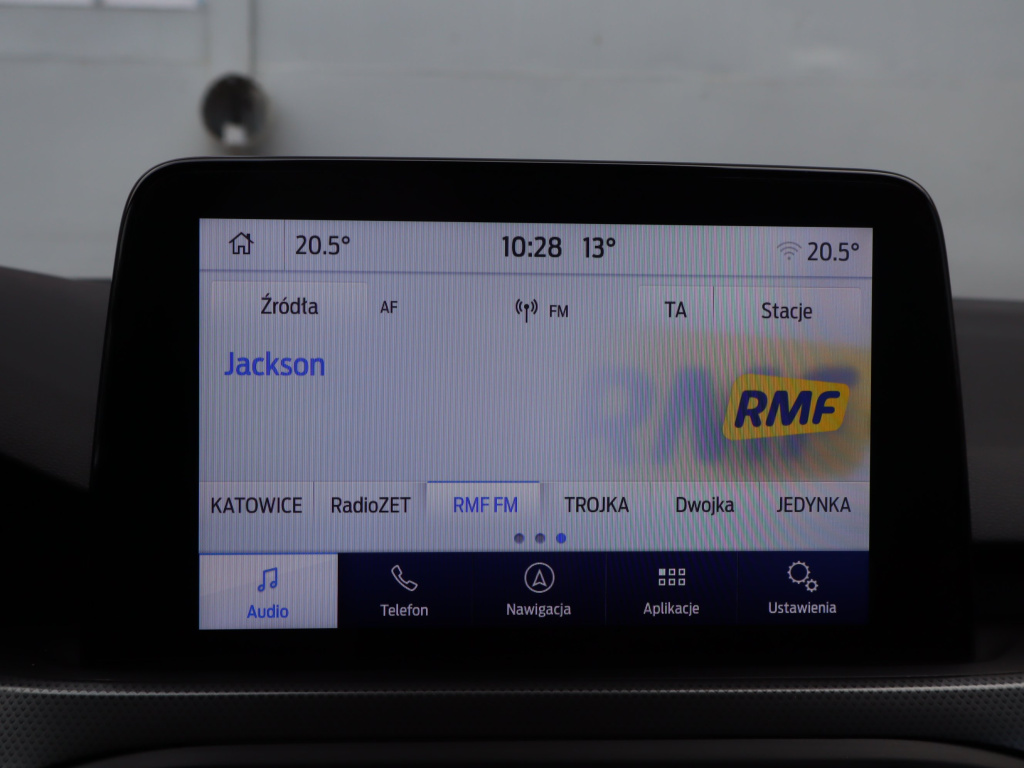 20.5° 10:28 13° 20.5°
Źródła AF FM TA Stacje
Jackson
RMF
KATOWICE RadioZET RMF FM TROJKA Dwojka JEDYNKA
Audio Telefon Nawigacja Aplikacje Ustawienia